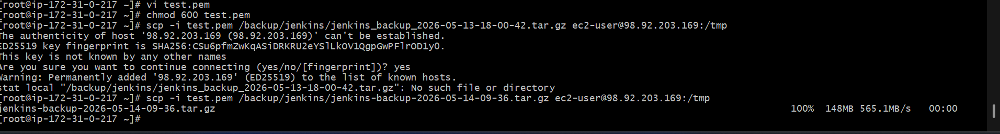 [root@ip-172-31-0-217 ~]# vi test.pem
[root@ip-172-31-0-217 ~]# chmod 600 test.pem
[root@ip-172-31-0-217 ~]# scp -i test.pem /backup/jenkins/jenkins_backup_2026-05-13-18-00-42.tar.gz ec2-user@98.92.203.169:/tmp
The authenticity of host '98.92.203.169 (98.92.203.169)' can't be established.
ED25519 key fingerprint is SHA256:CSu6pfmZwKqASiDRKRU2eYSlLkOV1QgpGwPFlrOD1y0.
This key is not known by any other names
Are you sure you want to continue connecting (yes/no/[fingerprint])? yes
Warning: Permanently added '98.92.203.169' (ED25519) to the list of known hosts.
stat local "/backup/jenkins/jenkins_backup_2026-05-13-18-00-42.tar.gz": No such file or directory
[root@ip-172-31-0-217 ~]# scp -i test.pem /backup/jenkins/jenkins-backup-2026-05-14-09-36.tar.gz ec2-user@98.92.203.169:/tmp
jenkins-backup-2026-05-14-09-36.tar.gz 100% 148MB 565.1MB/s 00:00
[root@ip-172-31-0-217 ~]#